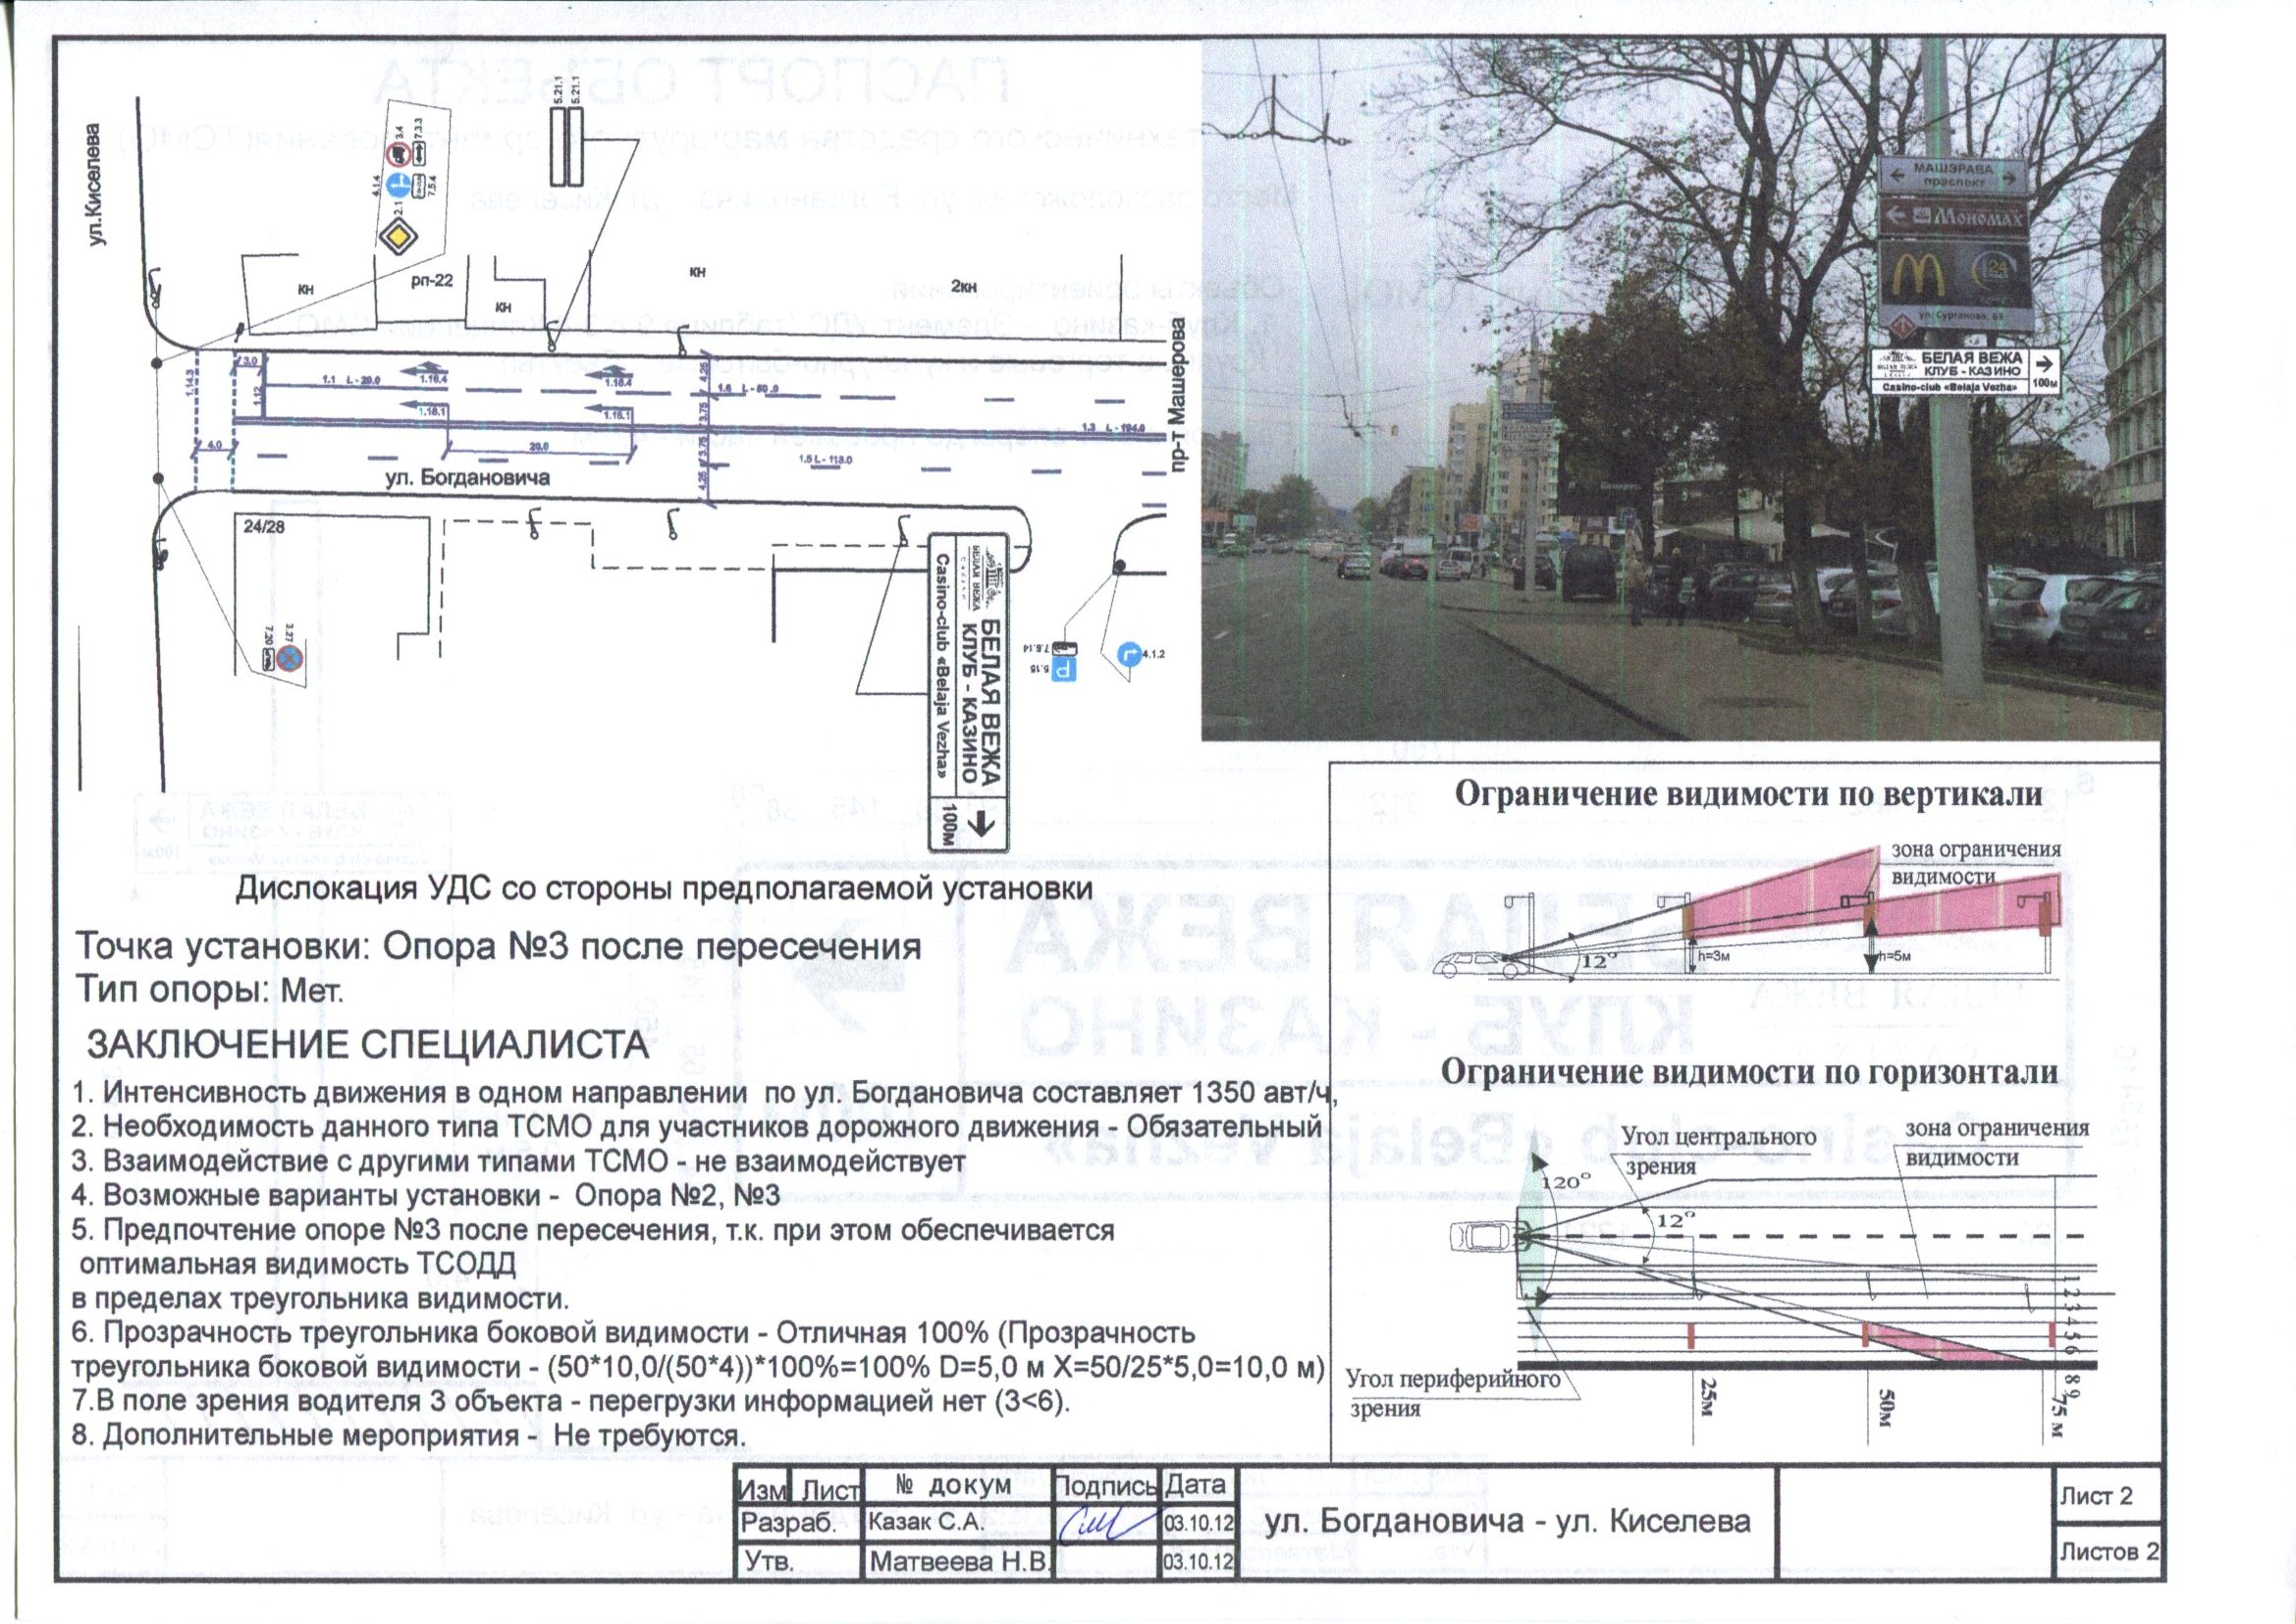 ул.Киселева
4.1.4
3.4
7.3.3
7.5.4
2.1
5.21.1
5.21.1
кн
рп-22
кн
кн
2кн
пр-т Машерова
1.14.3
3.0
1.12
4.0
1.1 L - 20.0
1.18.4
1.18.4
1.18.1
1.18.1
20.0
4,25
3,75
3,75
4,25
1.3 L - 194.0
1.5 L - 113.0
ул. Богдановича
24/28
7.20
3.27
БЕЛАЯ ВЕЖА
БЕЛАЯ ВЕЖА
КЛУБ - КАЗИНО
Casino-club «Belaja Vezha»
100м
7.6.14
5.15
4.1.2
МАШЭРАВА
праспект
Мономах
24
ул. Сурганова,
БЕЛАЯ ВЕЖА
КЛУБ - КАЗИНО
Casino-club «Belaja Vezha»
100м
Дислокация УДС со стороны предполагаемой установки
Точка установки: Опора №3 после пересечения
Тип опоры: Мет.
ЗАКЛЮЧЕНИЕ СПЕЦИАЛИСТА
1. Интенсивность движения в одном направлении по ул. Богдановича составляет 1350 авт/ч,
2. Необходимость данного типа ТСМО для участников дорожного движения - Обязательный
3. Взаимодействие с другими типами ТСМО - не взаимодействует
4. Возможные варианты установки - Опора №2, №3
5. Предпочтение опоре №3 после пересечения, т.к. при этом обеспечивается
оптимальная видимость ТСОДД
в пределах треугольника видимости.
6. Прозрачность треугольника боковой видимости - Отличная 100% (Прозрачность
треугольника боковой видимости - (50*10,0/(50*4))*100%=100% D=5,0 м X=50/25*5,0=10,0 м)
7.В поле зрения водителя 3 объекта - перегрузки информацией нет (3<6).
8. Дополнительные мероприятия - Не требуются.
Ограничение видимости по вертикали
зона ограничения
видимости
12°
h=3м
h=5м
Ограничение видимости по горизонтали
Угол центрального
зрения
зона ограничения
видимости
120°
12°
1
2
3
4
5
6
8
9
Угол периферийного
зрения
25м
50м
75 м
Изм Лист № докум Подпись Дата
Разраб. Казак С.А. 03.10.12
Утв. Матвеева Н.В. 03.10.12
ул. Богдановича - ул. Киселева
Лист 2
Листов 2